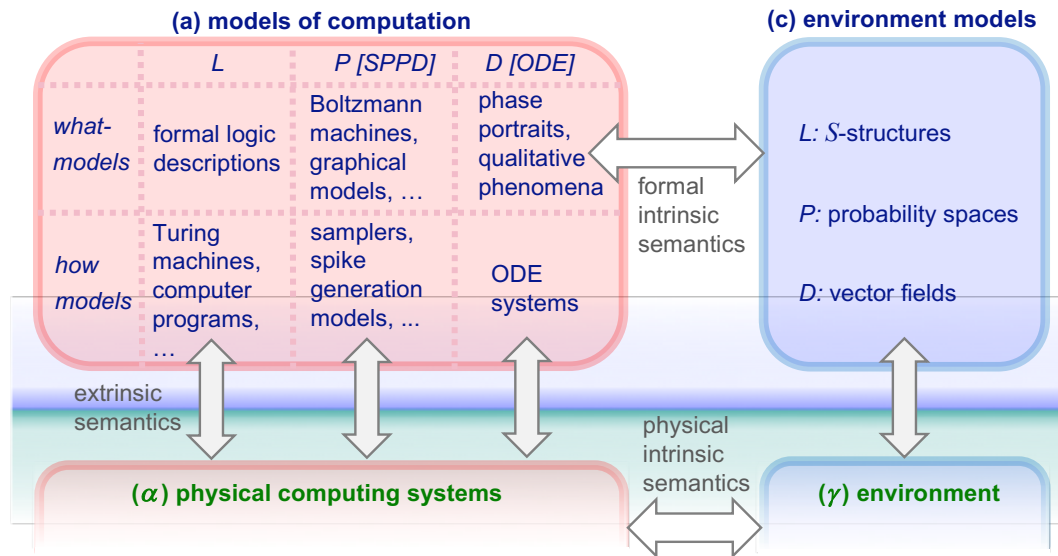 (a) models of computation
(c) environment models
L
P [SPPD]
D [ODE]
what-
models
formal logic
descriptions
Boltzmann
machines,
graphical
models, …
phase
portraits,
qualitative
phenomena
how
models
Turing
machines,
computer
programs,
…
samplers,
spike
generation
models, ...
ODE
systems
formal
intrinsic
semantics
L: S-structures
P: probability spaces
D: vector fields
extrinsic
semantics
physical
intrinsic
semantics
(α) physical computing systems
(γ) environment